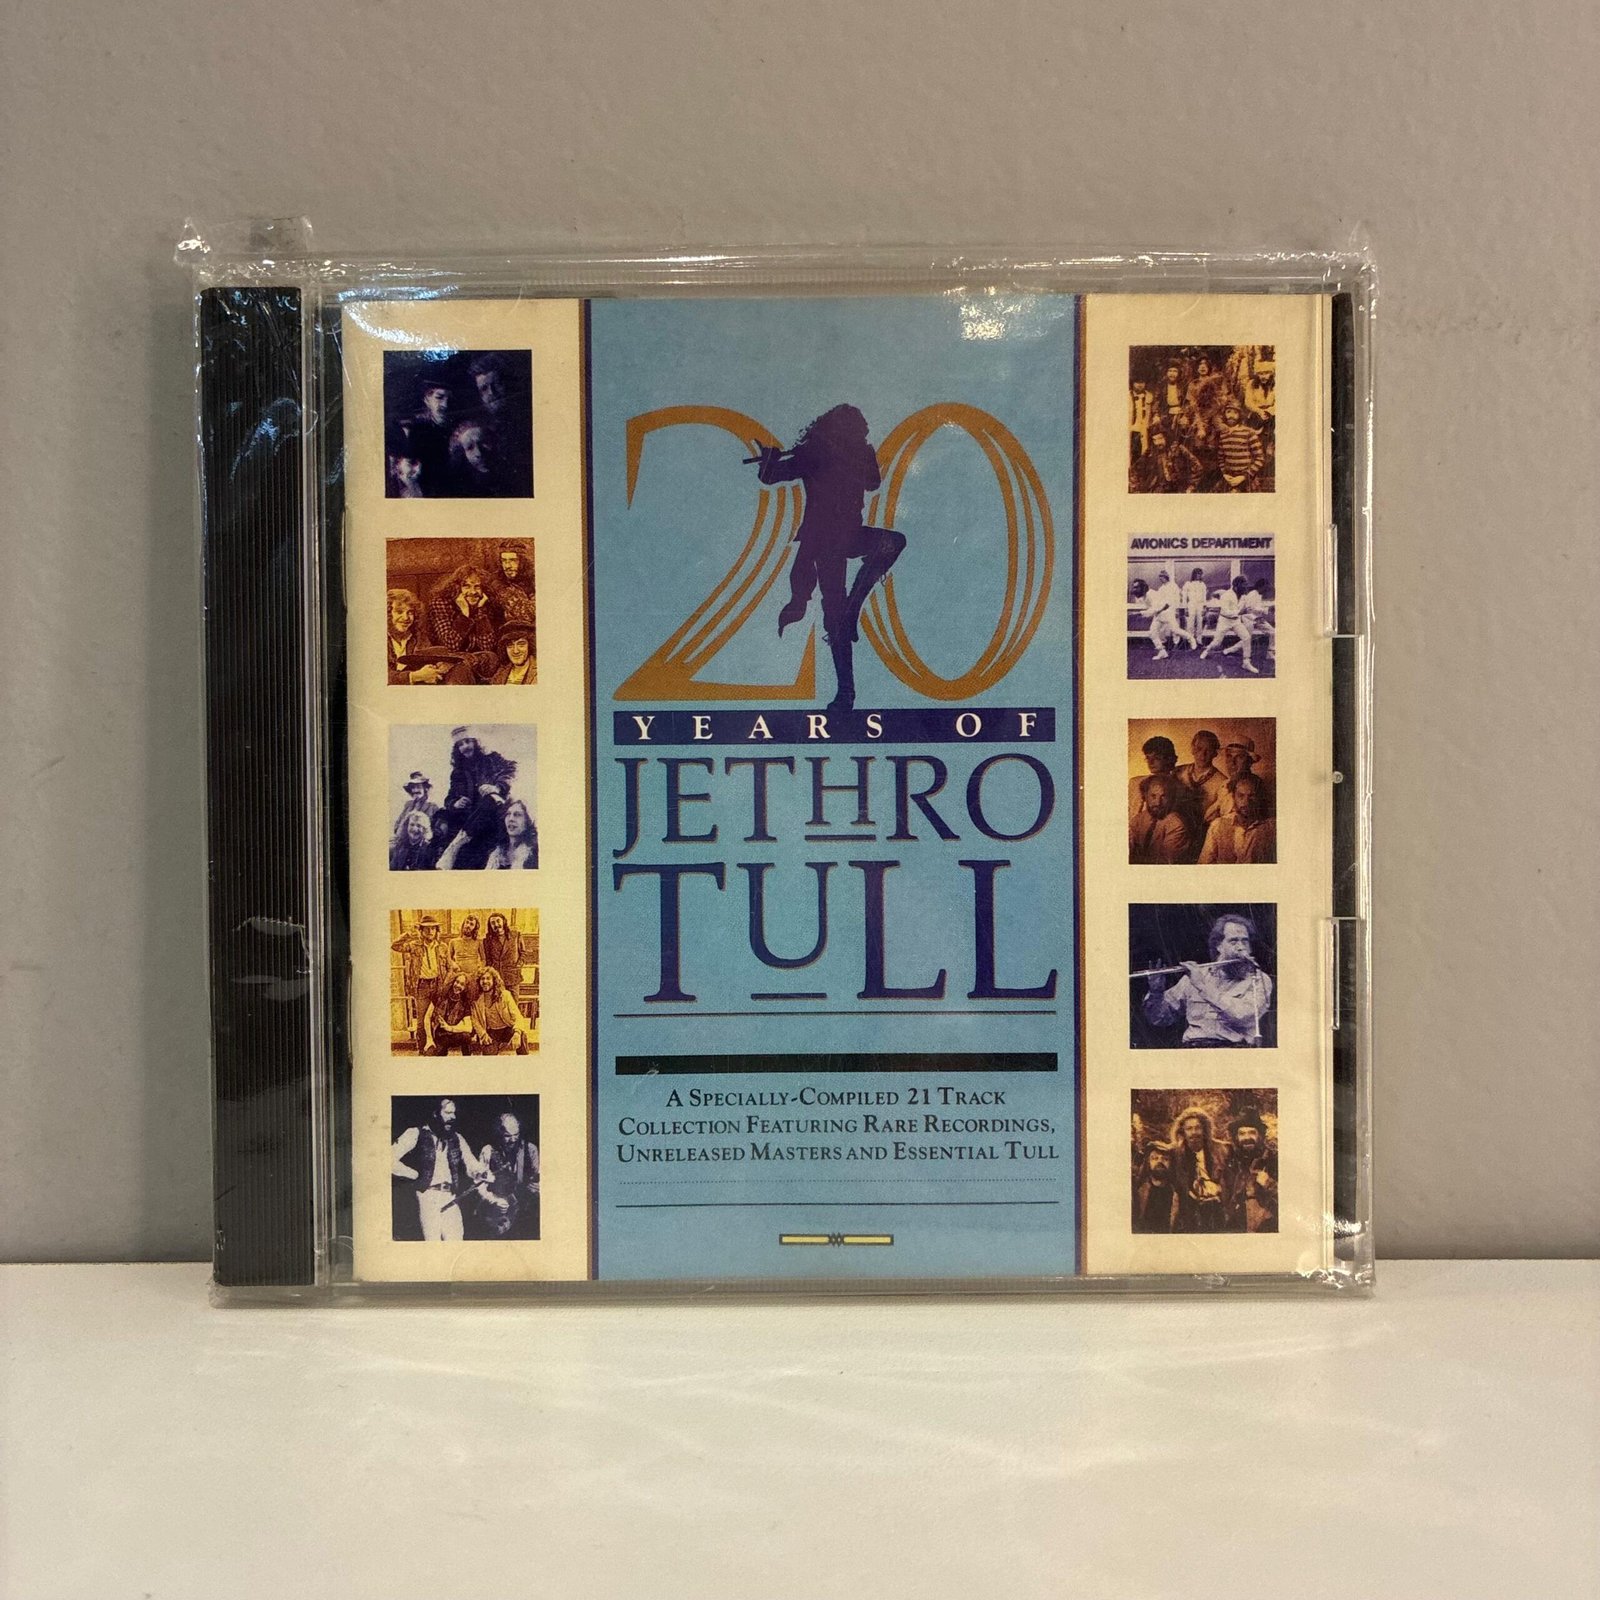 20
YEARS OF
JETHRO
TULL
A SPECIALLY-COMPILED 21 TRACK
COLLECTION FEATURING RARE RECORDINGS,
UNRELEASED MASTERS AND ESSENTIAL TULL
AVIONICS DEPARTMENT